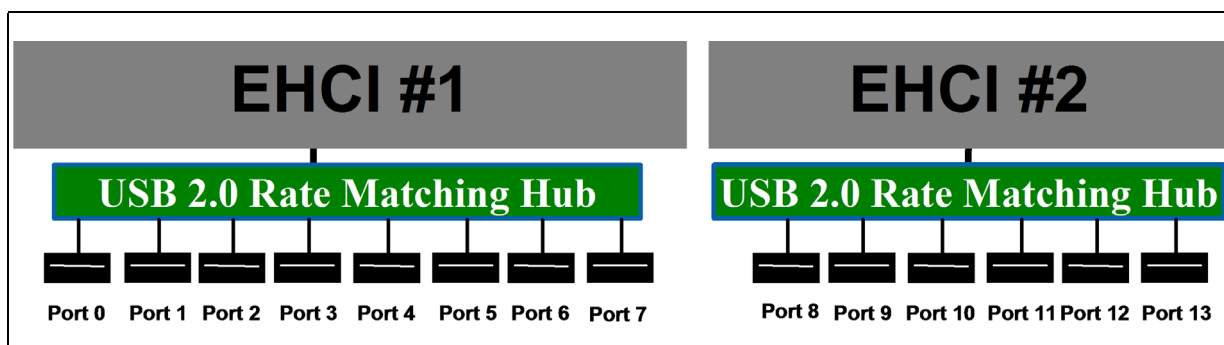 EHCI #1
EHCI #2
USB 2.0 Rate Matching Hub
USB 2.0 Rate Matching Hub
Port 0 Port 1 Port 2 Port 3 Port 4 Port 5 Port 6 Port 7
Port 8 Port 9 Port 10 Port 11 Port 12 Port 13